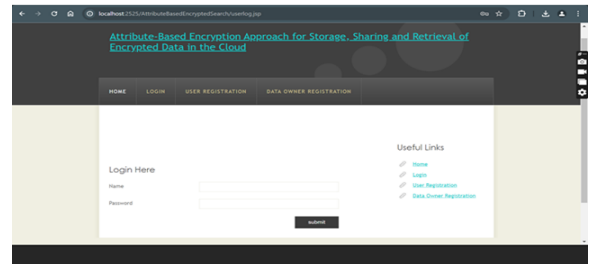 localhost:2525/AttributeBasedEncryptedSearch/userlog.jsp
Attribute-Based Encryption Approach for Storage, Sharing and Retrieval of
Encrypted Data in the Cloud
HOME LOGIN USER REGISTRATION DATA OWNER REGISTRATION
Useful Links
Home
Login
User Registration
Data Owner Registration
Login Here
Name
Password
submit